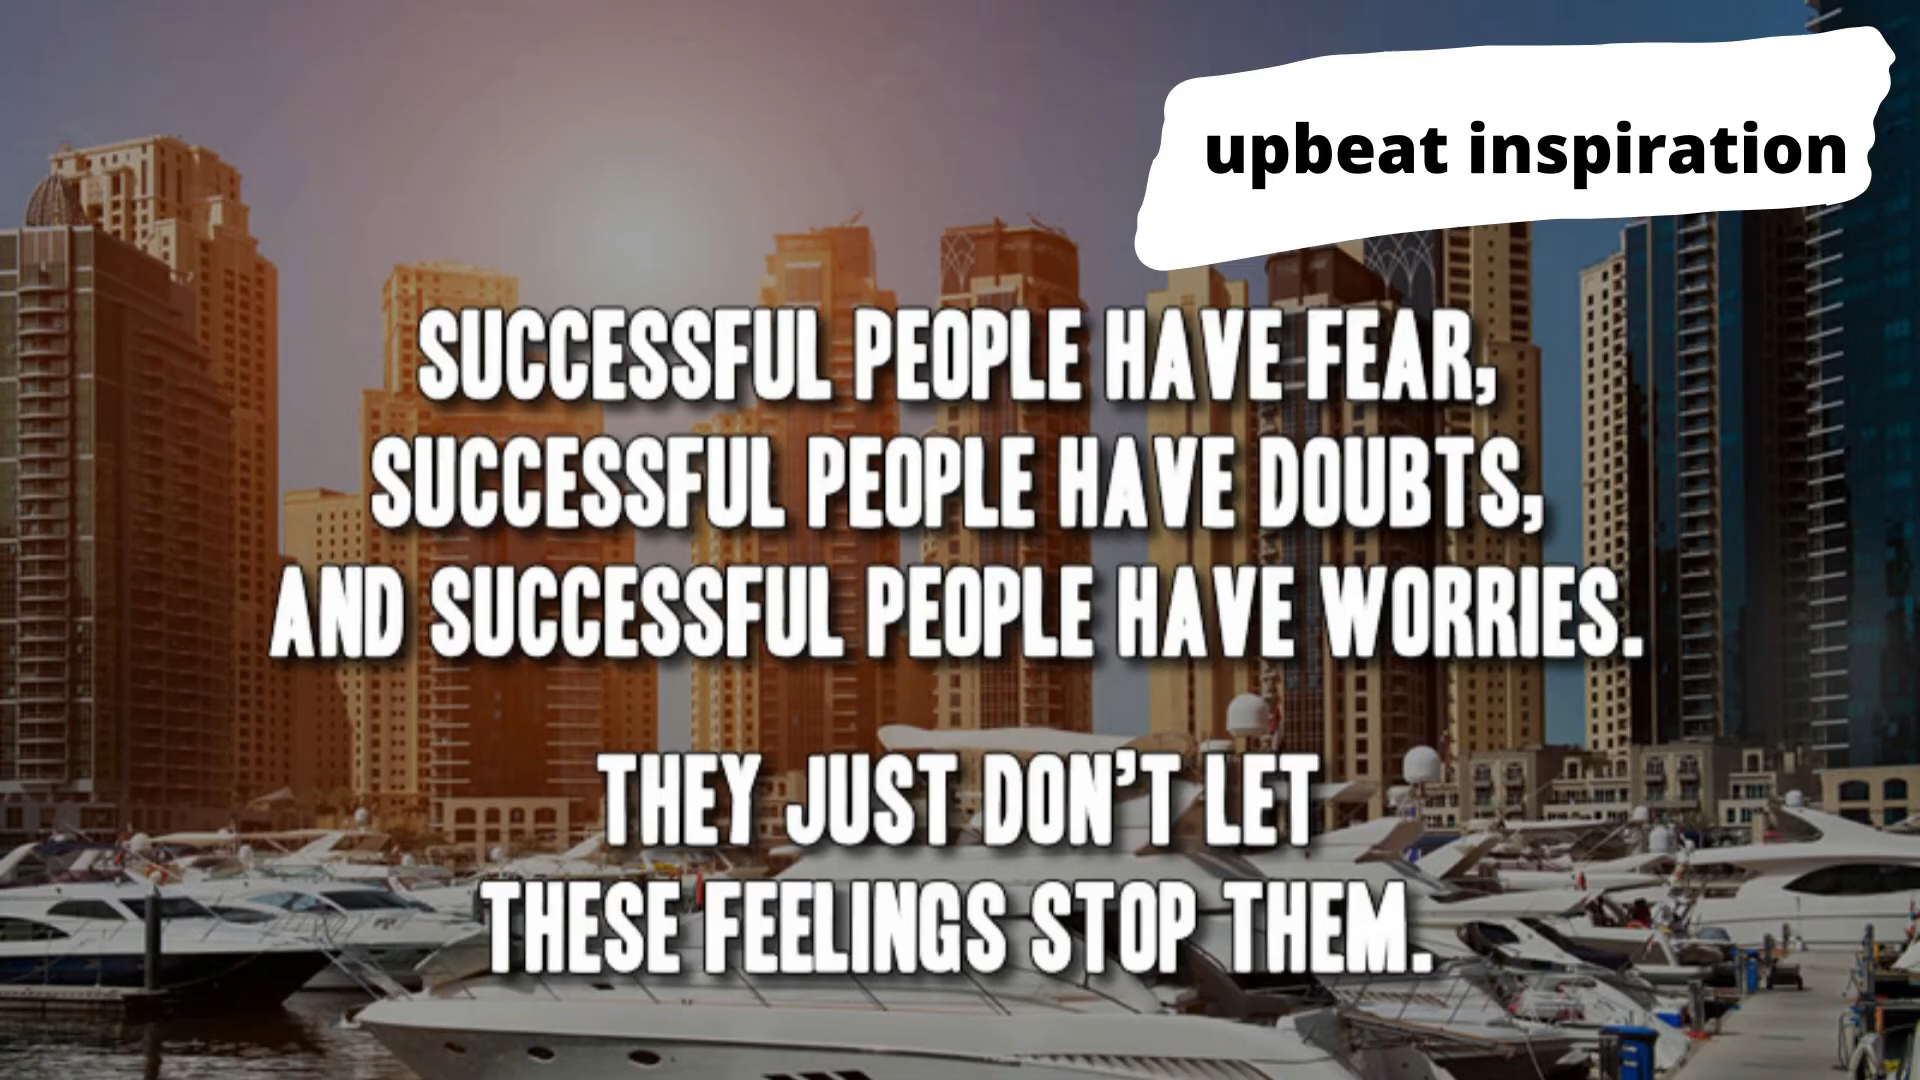 upbeat inspiration
SUCCESSFUL PEOPLE HAVE FEAR,
SUCCESSFUL PEOPLE HAVE DOUBTS,
AND SUCCESSFUL PEOPLE HAVE WORRIES.
THEY JUST DON'T LET
THESE FEELINGS STOP THEM.